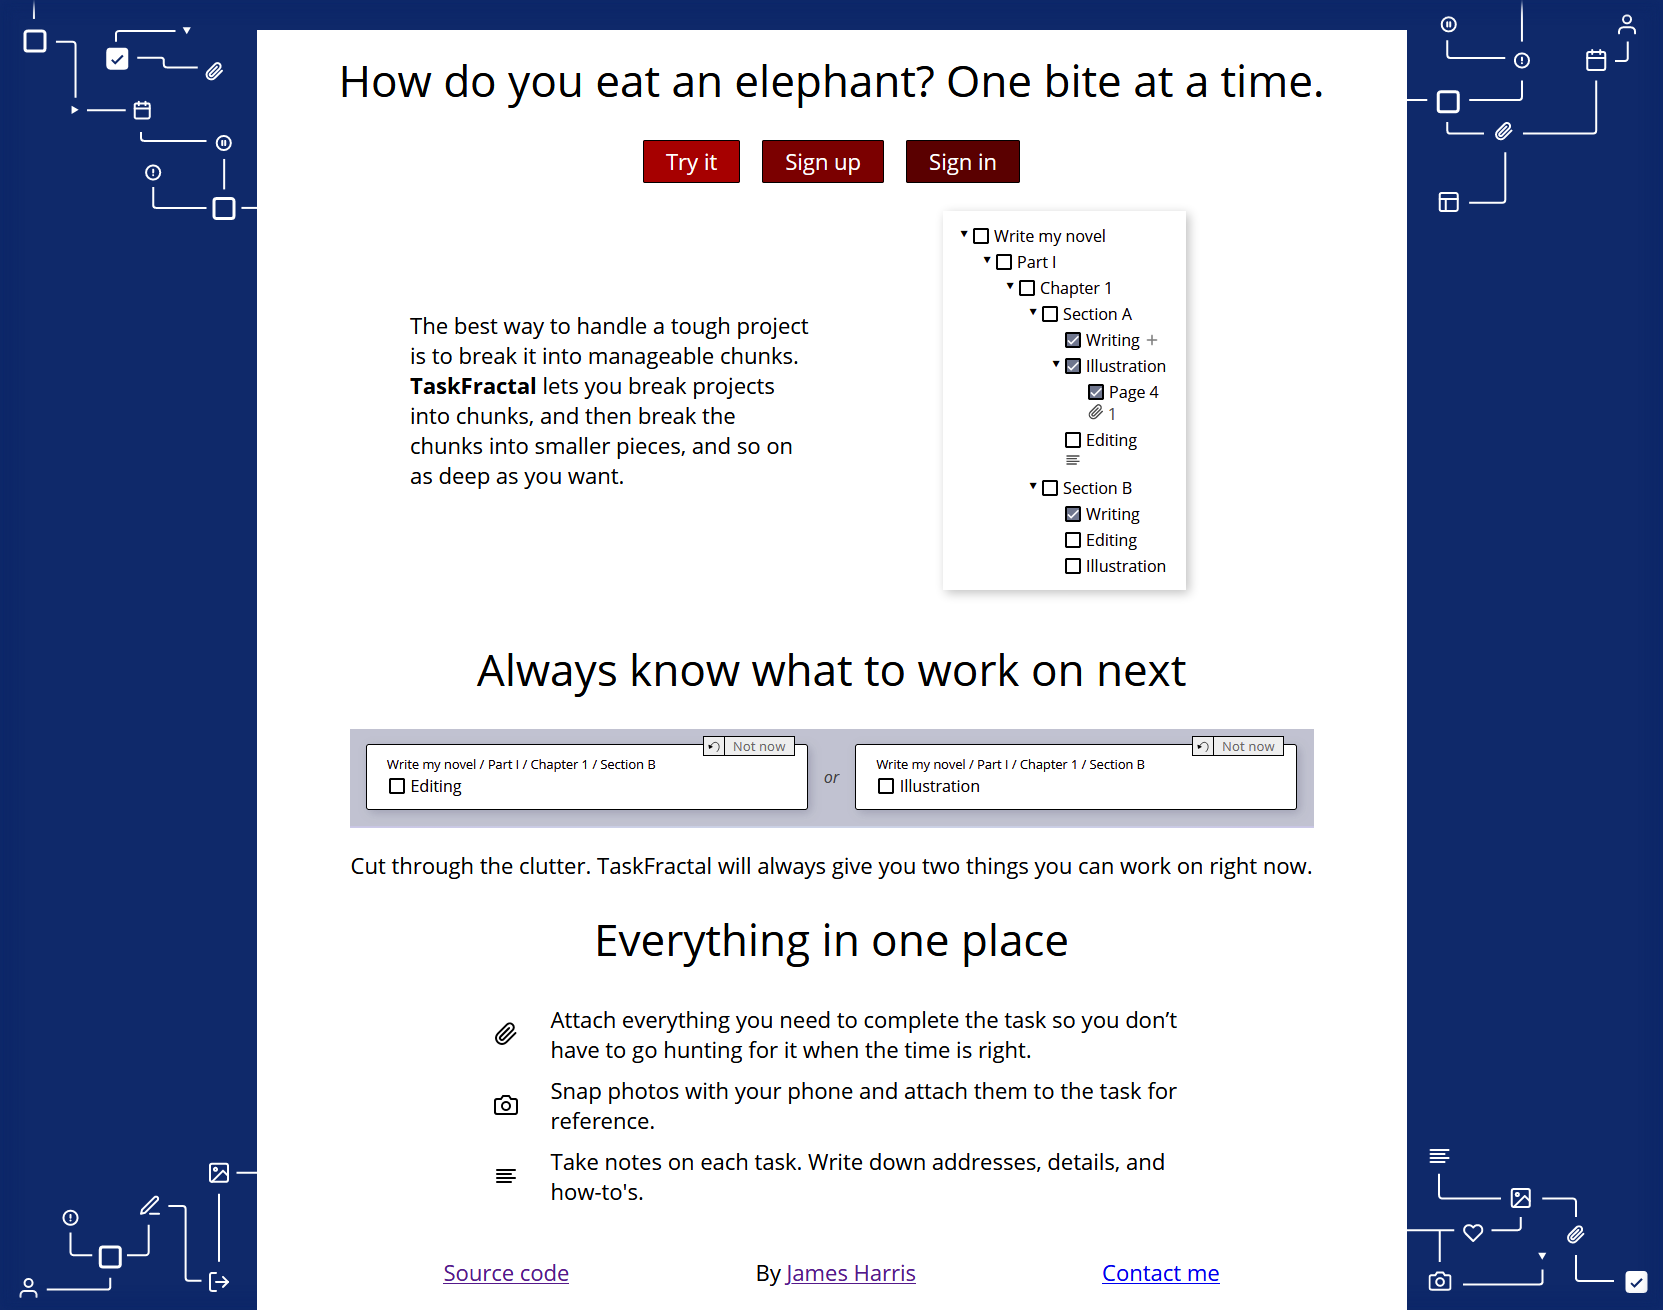 How do you eat an elephant? One bite at a time.
Try it
Sign up
Sign in
The best way to handle a tough project
is to break it into manageable chunks.
TaskFractal lets you break projects
into chunks, and then break the
chunks into smaller pieces, and so on
as deep as you want.
Write my novel
Part I
Chapter 1
Section A
Writing +
Illustration
Page 4
1
Editing
Section B
Writing
Editing
Illustration
Always know what to work on next
Not now
Write my novel / Part I / Chapter 1 / Section B
Editing
or
Not now
Write my novel / Part I / Chapter 1 / Section B
Illustration
Cut through the clutter. TaskFractal will always give you two things you can work on right now.
Everything in one place
Attach everything you need to complete the task so you don’t
have to go hunting for it when the time is right.
Snap photos with your phone and attach them to the task for
reference.
Take notes on each task. Write down addresses, details, and
how-to's.
Source code
By James Harris
Contact me